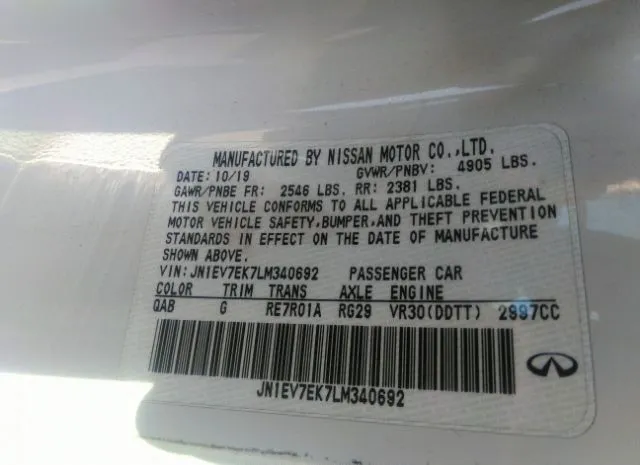 MANUFACTURED BY NISSAN MOTOR CO.,LTD.
DATE: 10/19 GVWR/PNBV: 4905 LBS.
GAWR/PNBE FR: 2546 LBS. RR: 2381 LBS.
THIS VEHICLE CONFORMS TO ALL APPLICABLE FEDERAL
MOTOR VEHICLE SAFETY,BUMPER,AND THEFT PREVENTION
STANDARDS IN EFFECT ON THE DATE OF MANUFACTURE
SHOWN ABOVE.
VIN: JN1EV7EK7LM340692 PASSENGER CAR
COLOR TRIM TRANS AXLE ENGINE
QAB G RE7R01A RG29 VR30(DDTT) 2997CC
JN1EV7EK7LM340692